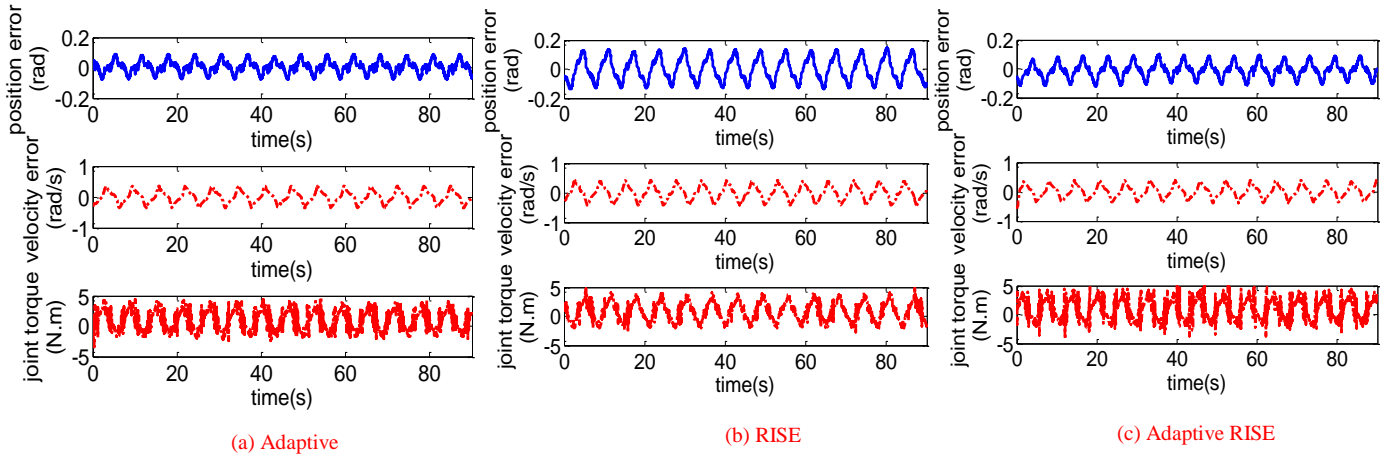 position error
(rad)
0.2
0
-0.2
0 20 40 60 80
time(s)
velocity error
(rad/s)
1
0
-1
0 20 40 60 80
time(s)
joint torque
(N.m)
5
0
-5
0 20 40 60 80
time(s)
(a) Adaptive
position error
(rad)
0.2
0
-0.2
0 20 40 60 80
time(s)
velocity error
(rad/s)
1
0
-1
0 20 40 60 80
time(s)
joint torque
(N.m)
5
0
-5
0 20 40 60 80
time(s)
(b) RISE
position error
(rad)
0.2
0
-0.2
0 20 40 60 80
time(s)
velocity error
(rad/s)
1
0
-1
0 20 40 60 80
time(s)
joint torque
(N.m)
5
0
-5
0 20 40 60 80
time(s)
(c) Adaptive RISE